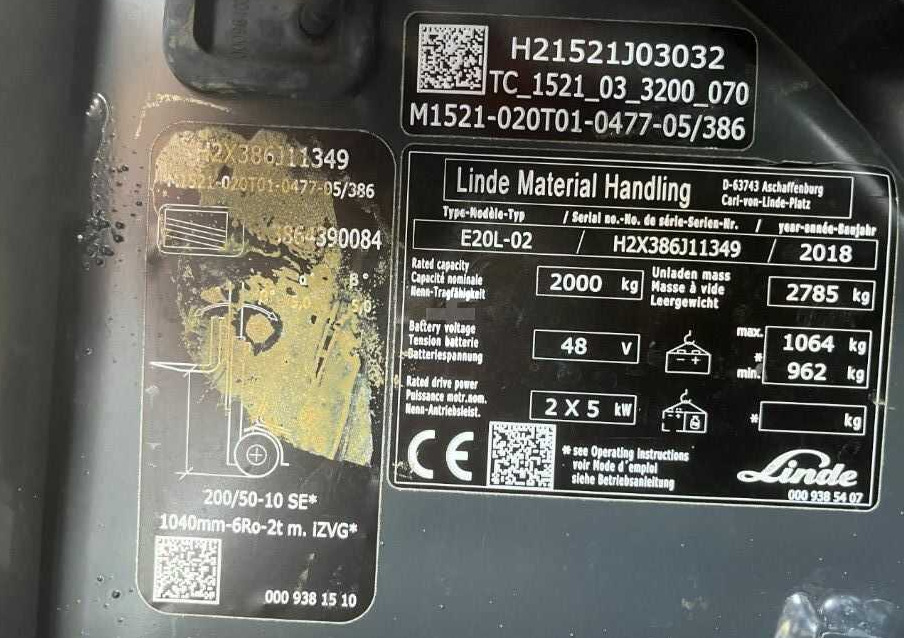 H21521J03032
TC_1521_03_3200_070
M1521-020T01-0477-05/386
H2X386J11349
M1521-020T01-0477-05/386
3864390084
α β°
200/50-10 SE*
1040mm-6Ro-2t m. iZVG*
000 938 15 10
Linde Material Handling
D-63743 Aschaffenburg
Carl-von-Linde-Platz
Type-Modèle-Typ / Serial no.-No. de série-Serien-Nr. / year-année-Baujahr
E20L-02 / H2X386J11349 / 2018
Rated capacity
Capacité nominale
Nenn-Tragfähigkeit
2000 kg
Unladen mass
Masse à vide
Leergewicht
2785 kg
Battery voltage
Tension batterie
Batteriespannung
48 V
max. 1064 kg
*
min. 962 kg
Rated drive power
Puissance motr.nom.
Nenn-Antriebsleist.
2 X 5 kW
* kg
CE
* see Operating Instructions
voir Mode d'emploi
siehe Betriebsanleitung
Linde
000 938 54 07